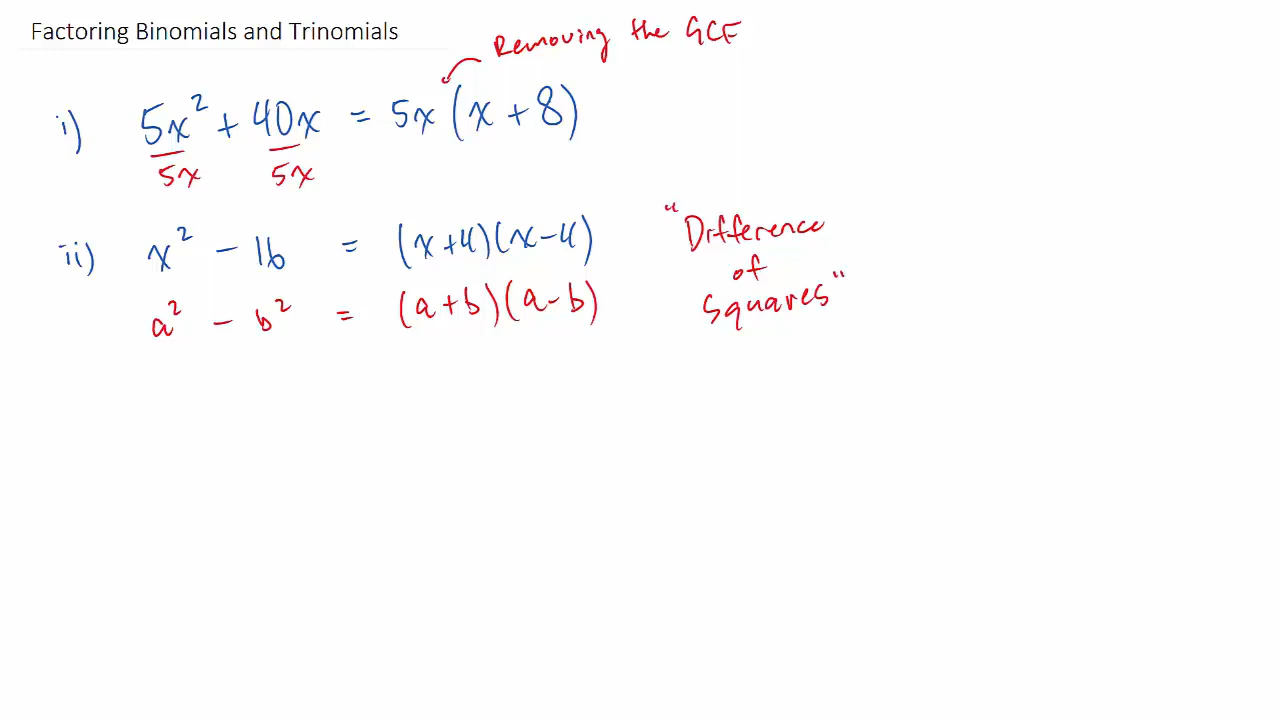 Factoring Binomials and Trinomials
Removing the GCF
i) 5x² + 40x = 5x (x + 8)
5x 5x
ii) x² - 16 = (x+4)(x-4)
a² - b² = (a+b)(a-b)
"Difference
of
Squares"